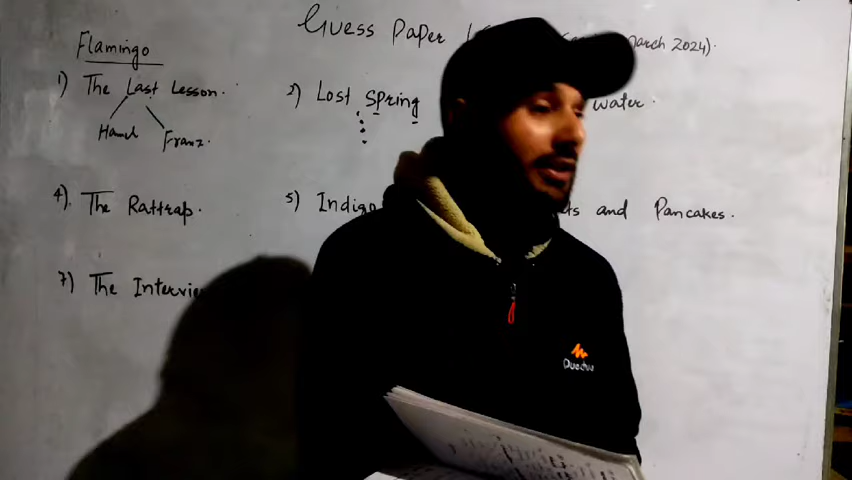 Guess Paper March 2024).
Flamingo
1) The Last Lesson.
2) Lost Spring water.
Hamel Franz.
4). The Rattrap.
5) Indigo and Pancakes.
7) The Interview
Quechua